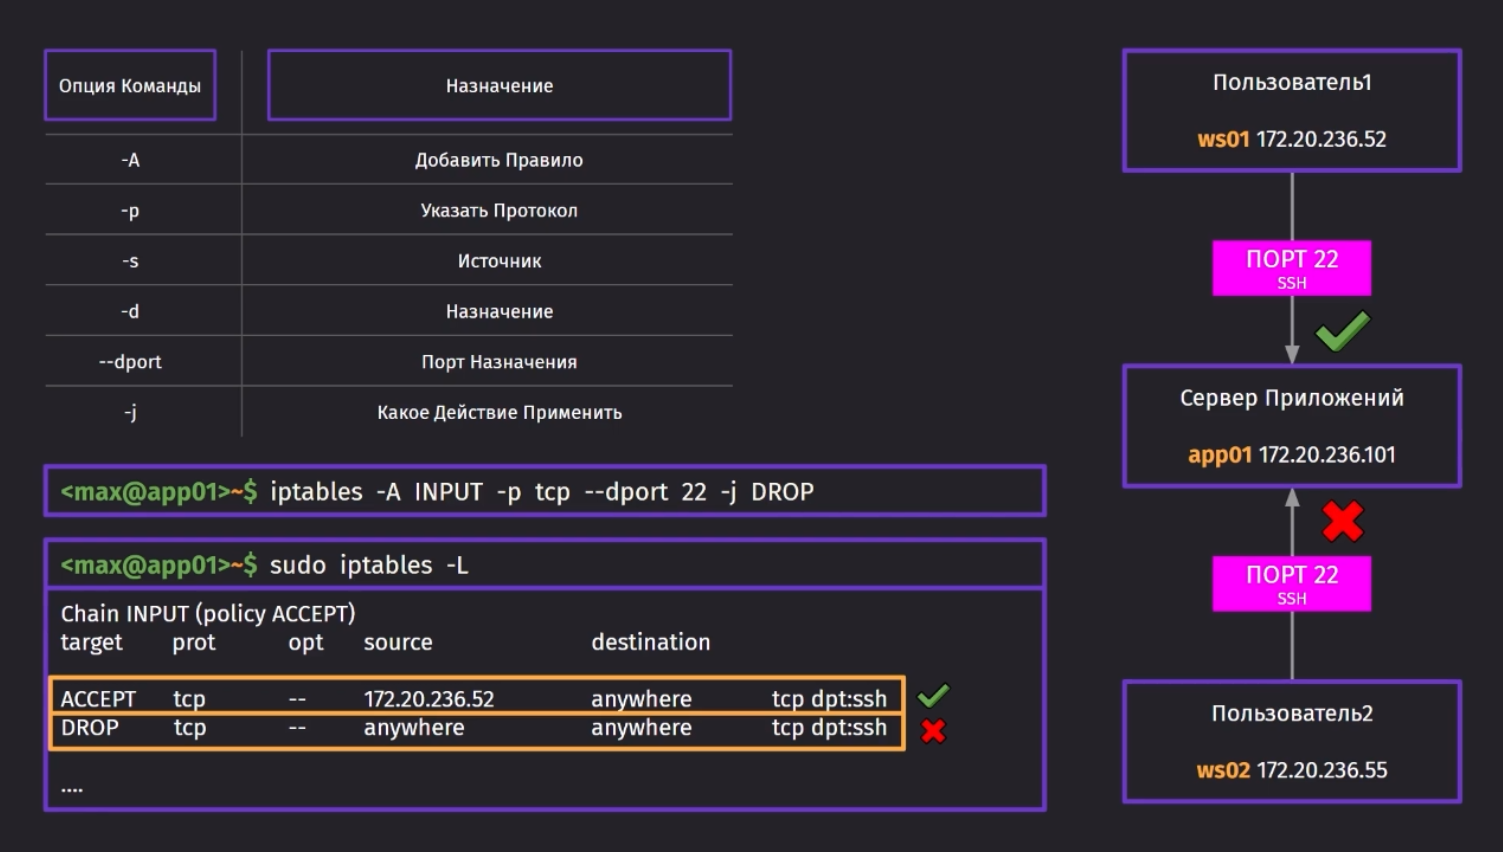 Опция Команды Назначение
-A Добавить Правило
-p Указать Протокол
-s Источник
-d Назначение
--dport Порт Назначения
-j Какое Действие Применить
<max@app01>~$ iptables -A INPUT -p tcp --dport 22 -j DROP
<max@app01>~$ sudo iptables -L
Chain INPUT (policy ACCEPT)
target prot opt source destination
ACCEPT tcp -- 172.20.236.52 anywhere tcp dpt:ssh
DROP tcp -- anywhere anywhere tcp dpt:ssh
....
Пользователь1
ws01 172.20.236.52
ПОРТ 22
SSH
Сервер Приложений
app01 172.20.236.101
ПОРТ 22
SSH
Пользователь2
ws02 172.20.236.55